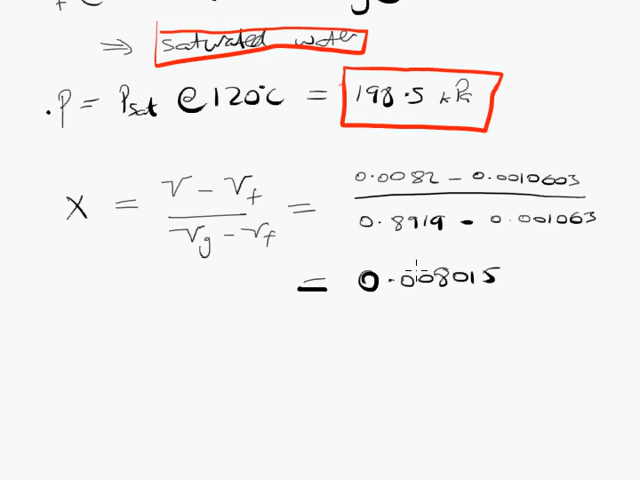 ⇒ saturated water
.P = Psat @ 120°C = 198.5 kPa
x = (v - vf) / (vg - vf) = (0.0082 - 0.0010603) / (0.8919 - 0.001063)
= 0.008015